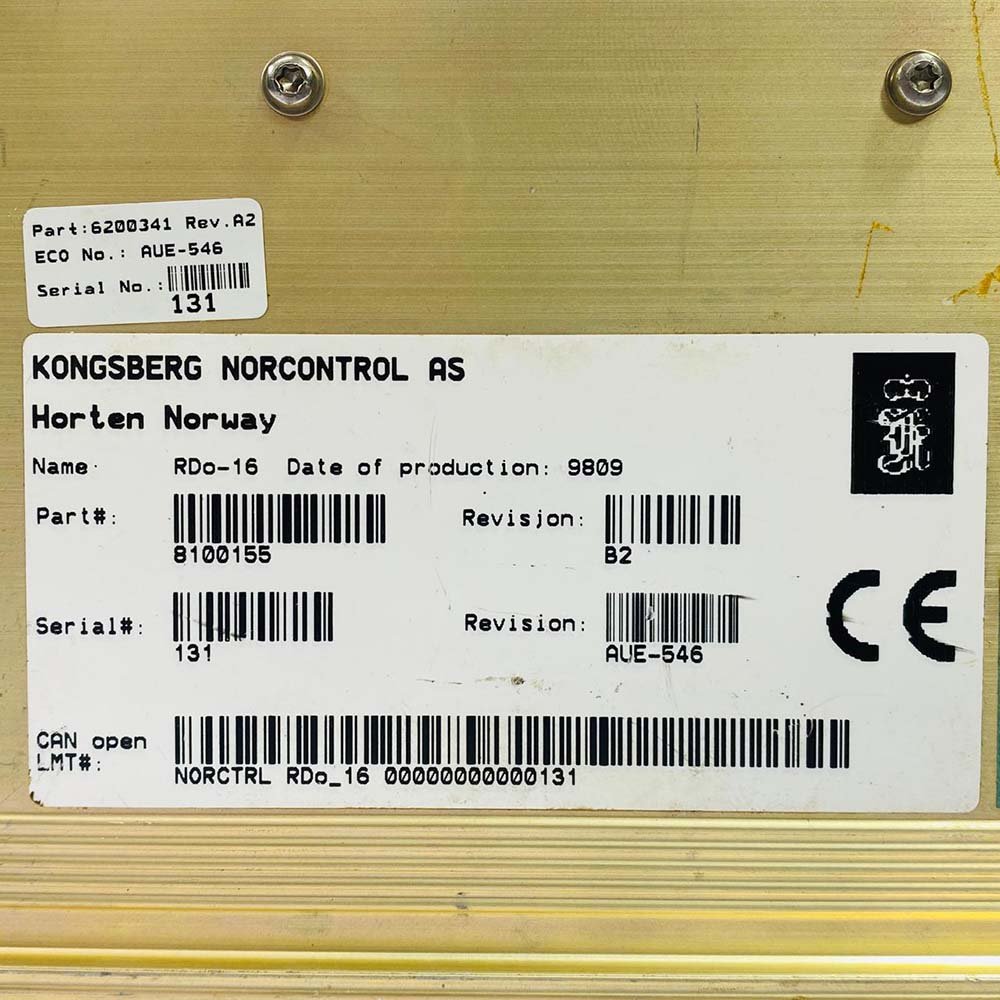 Part:6200341 Rev.A2
ECO No.: AUE-546
Serial No.:
131
KONGSBERG NORCONTROL AS
Horten Norway
Name: RDo-16 Date of production: 9809
Part#: Revisjon:
8100155 B2
Serial#: Revision:
131 AUE-546
CAN open
LMT#:
NORCTRL RDo_16 00000000000131
CE